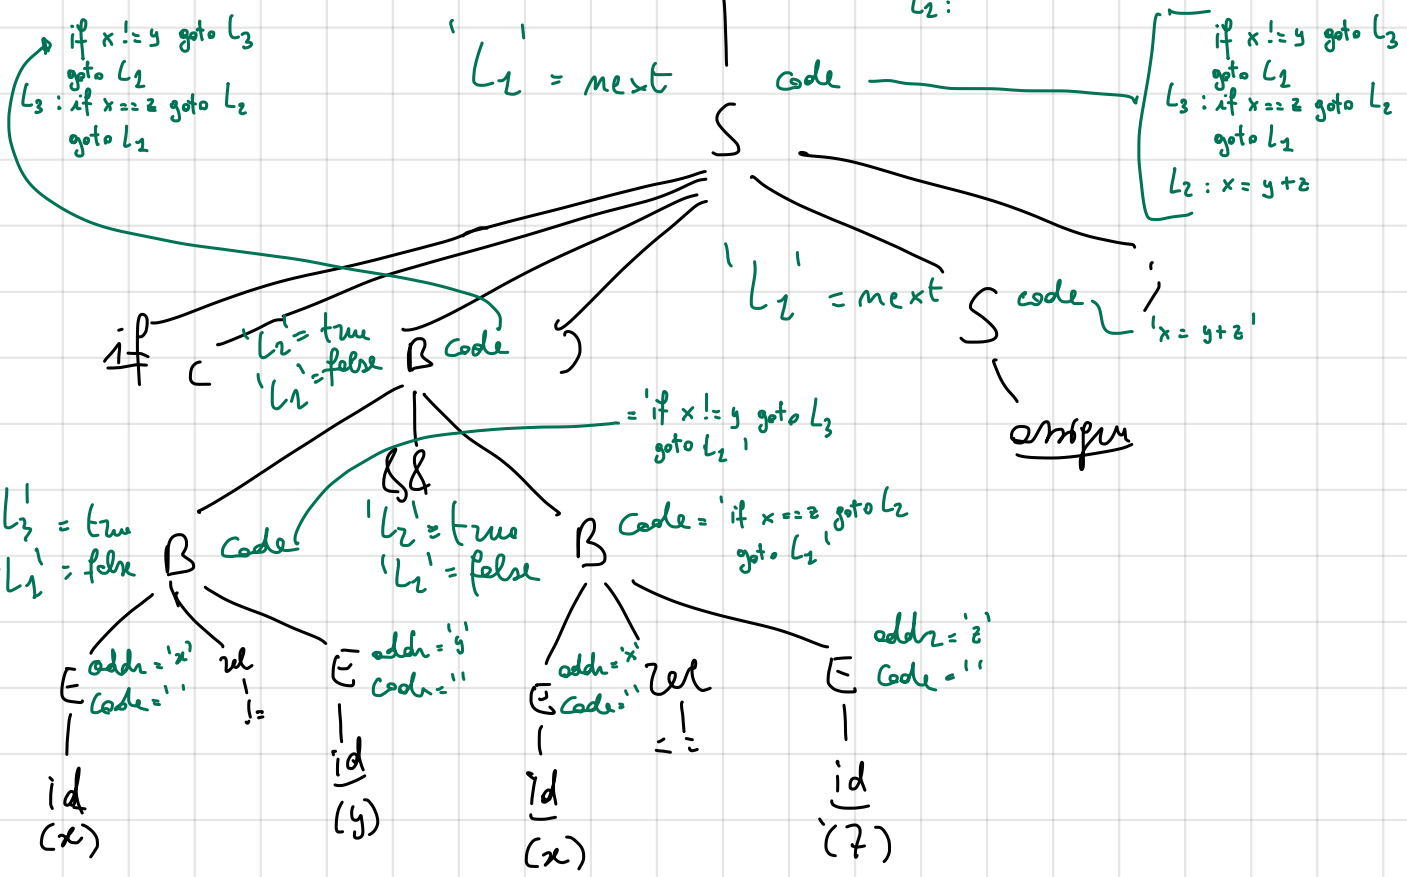 L2 :
if x != y goto L3
goto L1
L3 : if x == z goto L2
goto L1
'L1' = next
code
if x != y goto L3
goto L1
L3 : if x == z goto L2
goto L1
L2 : x = y+z
S
'L1' = next
S code
'x = y+z'
;
if
(
'L2' = true
'L1' = false
B code
)
assign
= 'if x != y goto L3
goto L1'
&&
'L3' = true
'L1' = false
B code
'L2' = true
'L1' = false
B code = 'if x == z goto L2
goto L1'
E addr = 'x'
code = ''
rel
!=
E addr = 'y'
code = ''
E addr = 'x'
code = ''
rel
==
E addr = 'z'
code = ''
id
(x)
id
(y)
id
(x)
id
(z)